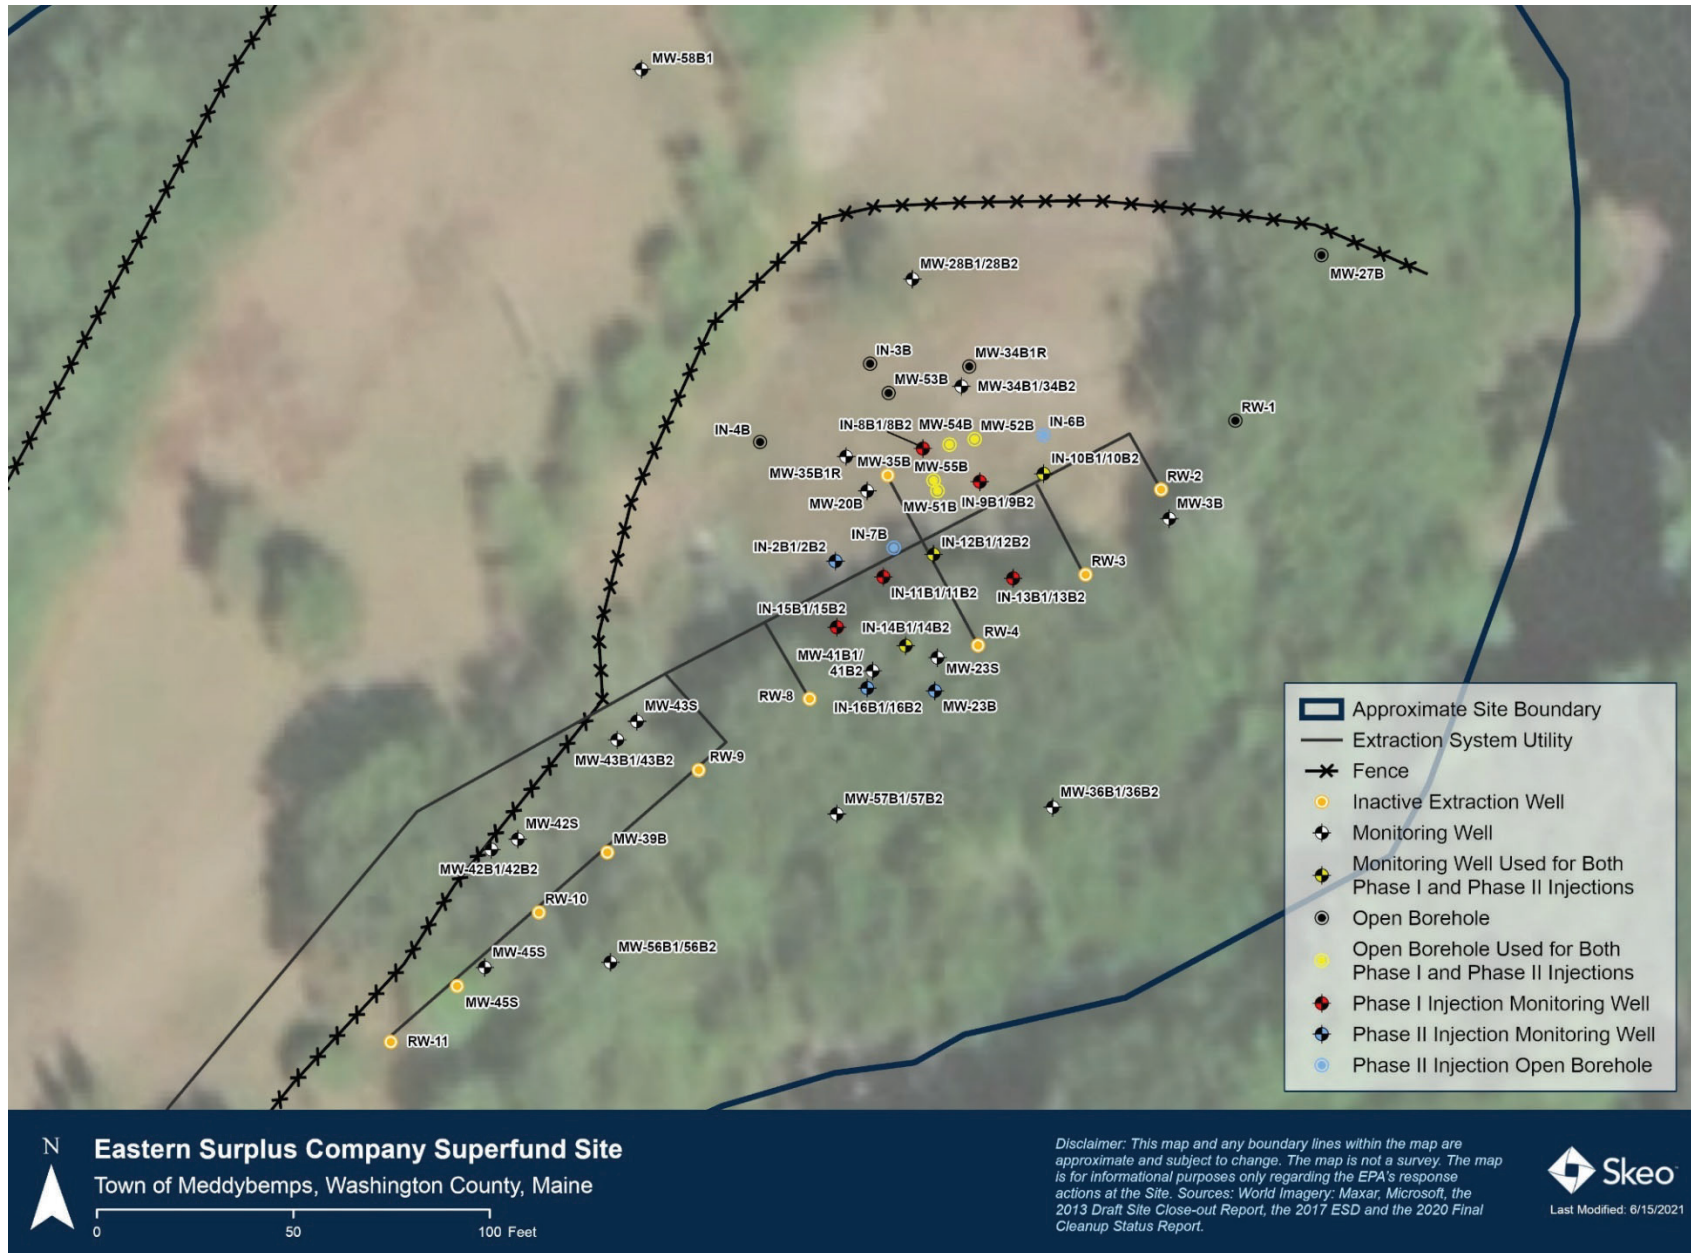 MW-58B1
MW-28B1/28B2
MW-27B
IN-3B
MW-34B1R
MW-53B
MW-34B1/34B2
RW-1
IN-4B
IN-8B1/8B2
MW-54B
MW-52B
IN-6B
MW-35B1R
MW-35B
MW-55B
IN-10B1/10B2
RW-2
MW-20B
MW-51B
IN-9B1/9B2
MW-3B
IN-7B
IN-2B1/2B2
IN-12B1/12B2
RW-3
IN-11B1/11B2
IN-13B1/13B2
IN-15B1/15B2
IN-14B1/14B2
RW-4
MW-41B1/
41B2
MW-23S
RW-8
IN-16B1/16B2
MW-23B
MW-43S
MW-43B1/43B2
RW-9
MW-57B1/57B2
MW-36B1/36B2
MW-42S
MW-39B
MW-42B1/42B2
RW-10
MW-45S
MW-56B1/56B2
MW-45S
RW-11
Approximate Site Boundary
Extraction System Utility
Fence
Inactive Extraction Well
Monitoring Well
Monitoring Well Used for Both
Phase I and Phase II Injections
Open Borehole
Open Borehole Used for Both
Phase I and Phase II Injections
Phase I Injection Monitoring Well
Phase II Injection Monitoring Well
Phase II Injection Open Borehole
N
Eastern Surplus Company Superfund Site
Town of Meddybemps, Washington County, Maine
0 50 100 Feet
Disclaimer: This map and any boundary lines within the map are
approximate and subject to change. The map is not a survey. The map
is for informational purposes only regarding the EPA's response
actions at the Site. Sources: World Imagery: Maxar, Microsoft, the
2013 Draft Site Close-out Report, the 2017 ESD and the 2020 Final
Cleanup Status Report.
Skeo
Last Modified: 6/15/2021